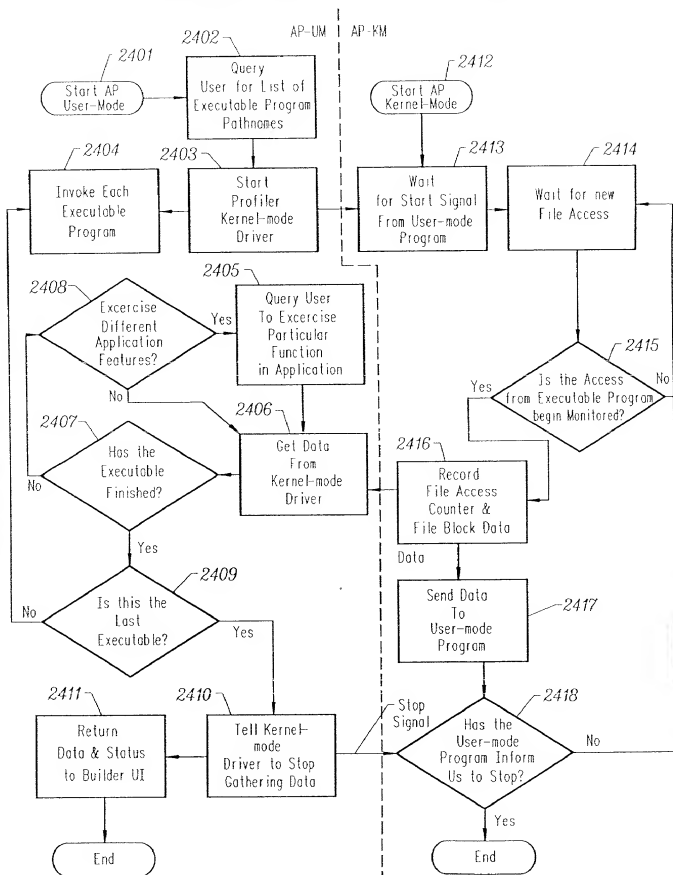 AP-UM
AP-KM
2401
Start AP
User-Mode
2402
Query
User for List of
Executable Program
Pathnames
2412
Start AP
Kernel-Mode
2404
Invoke Each
Executable
Program
2403
Start
Profiler
Kernel-mode
Driver
2413
Wait
for Start Signal
From User-mode
Program
2414
Wait for new
File Access
2408
Excercise
Different
Application
Features?
Yes
No
2405
Query User
To Excercise
Particular
Function
in Application
2415
Is the Access
from Executable Program
begin Monitored?
Yes
No
2407
Has the
Executable
Finished?
No
Yes
2406
Get Data
From
Kernel-mode
Driver
2416
Record
File Access
Counter &
File Block Data
Data
2409
Is this the
Last
Executable?
No
Yes
2417
Send Data
To
User-mode
Program
2411
Return
Data & Status
to Builder UI
2410
Tell Kernel-
mode
Driver to Stop
Gathering Data
Stop
Signal
2418
Has the
User-mode
Program Inform
Us to Stop?
No
Yes
End
End